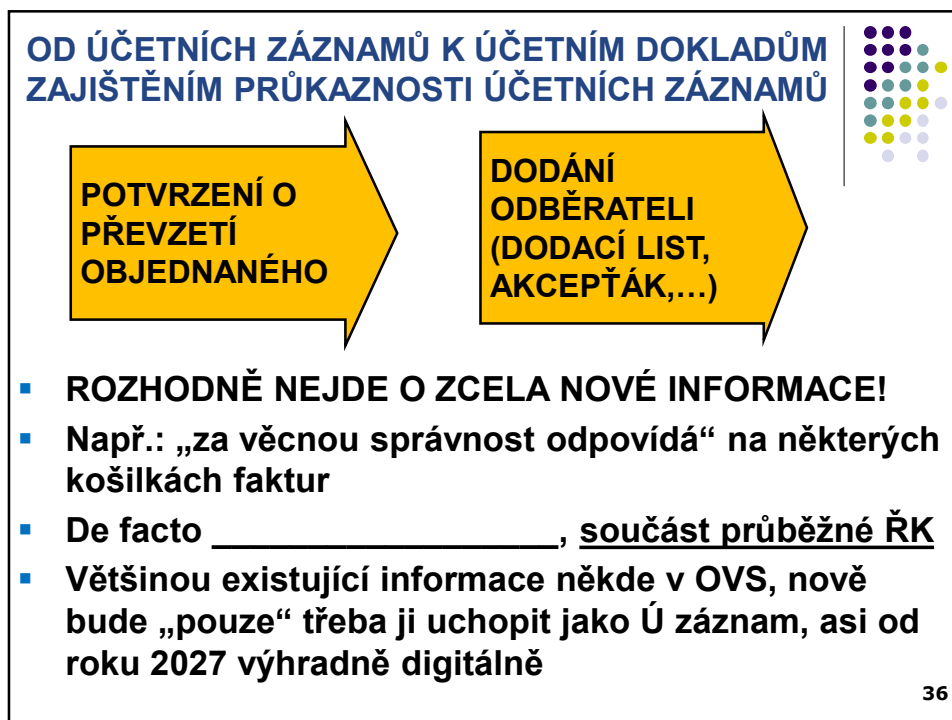 OD ÚČETNÍCH ZÁZNAMŮ K ÚČETNÍM DOKLADŮM
ZAJIŠTĚNÍM PRŮKAZNOSTI ÚČETNÍCH ZÁZNAMŮ
POTVRZENÍ O
PŘEVZETÍ
OBJEDNANÉHO
DODÁNÍ
ODBĚRATELI
(DODACÍ LIST,
AKCEPŤÁK,…)
▪ ROZHODNĚ NEJDE O ZCELA NOVÉ INFORMACE!
▪ Např.: „za věcnou správnost odpovídá“ na některých
košilkách faktur
▪ De facto __________________, součást průběžné ŘK
▪ Většinou existující informace někde v OVS, nově
bude „pouze“ třeba ji uchopit jako Ú záznam, asi od
roku 2027 výhradně digitálně
36